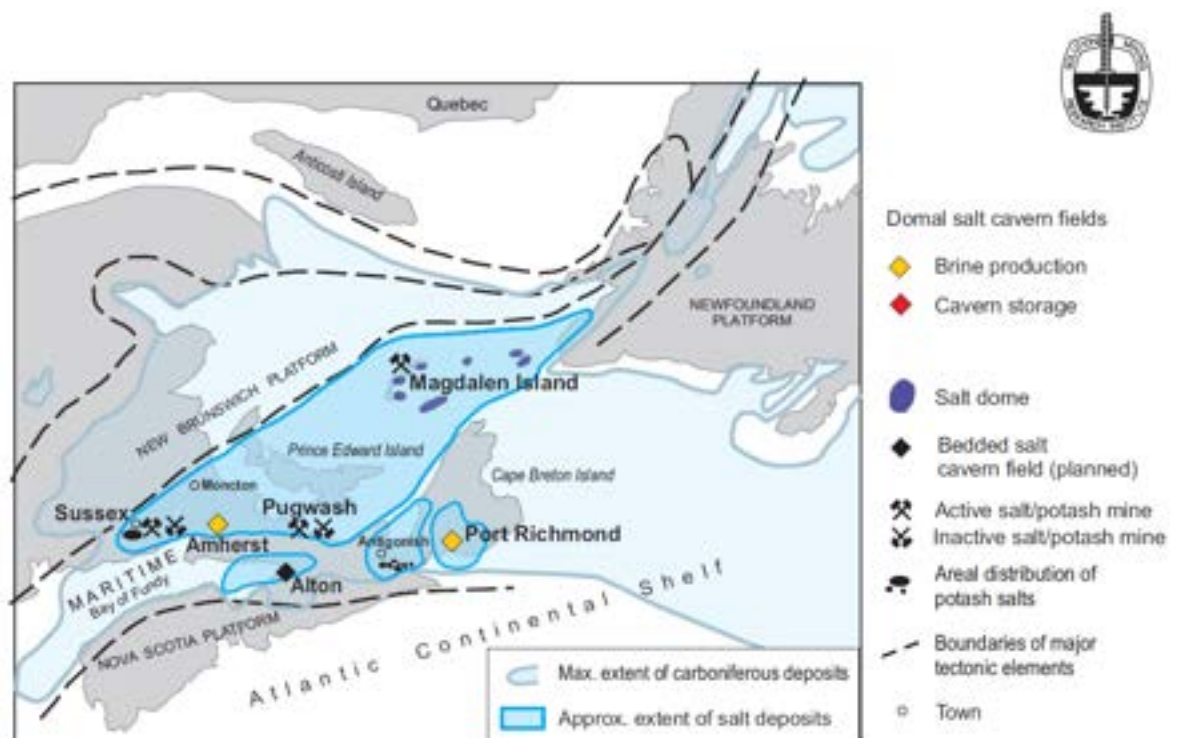 Quebec
Anticosti Island
NEWFOUNDLAND
PLATFORM
NEW BRUNSWICK PLATFORM
Magdalen Island
Prince Edward Island
Cape Breton Island
Moncton
Sussex
Pugwash
Amherst
Antigonish
Port Richmond
Alton
MARITIME
Bay of Fundy
NOVA SCOTIA PLATFORM
Atlantic Continental Shelf
Max. extent of carboniferous deposits
Approx. extent of salt deposits
RESEARCH INSTITUTE
Domal salt cavern fields
Brine production
Cavern storage
Salt dome
Bedded salt
cavern field (planned)
Active salt/potash mine
Inactive salt/potash mine
Areal distribution of
potash salts
Boundaries of major
tectonic elements
Town